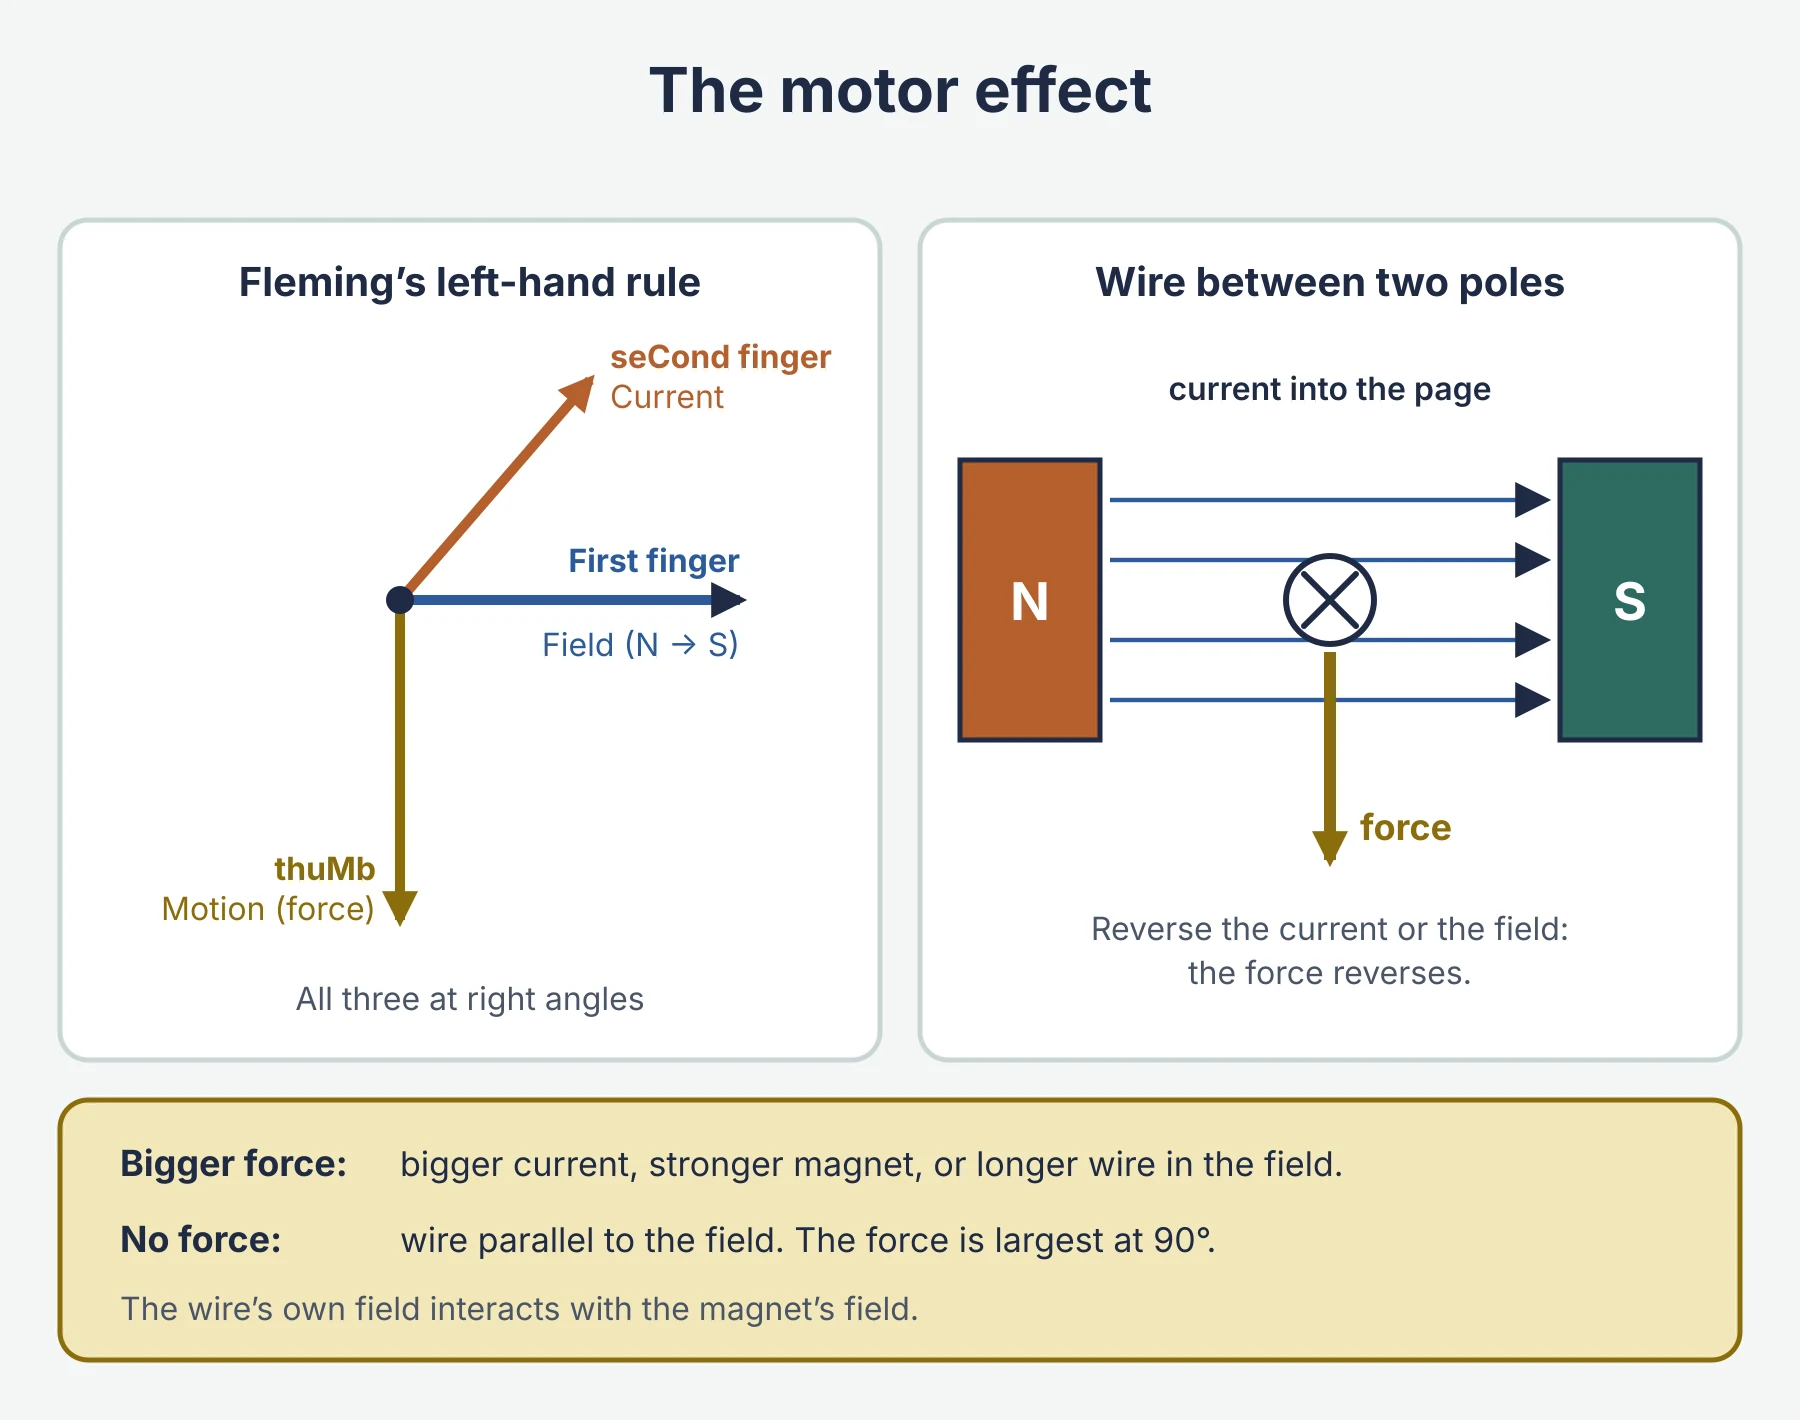 The motor effect
Fleming’s left-hand rule
seCond finger
Current
First finger
Field (N → S)
thuMb
Motion (force)
All three at right angles
Wire between two poles
current into the page
N
S
force
Reverse the current or the field:
the force reverses.
Bigger force: bigger current, stronger magnet, or longer wire in the field.
No force: wire parallel to the field. The force is largest at 90°.
The wire’s own field interacts with the magnet’s field.